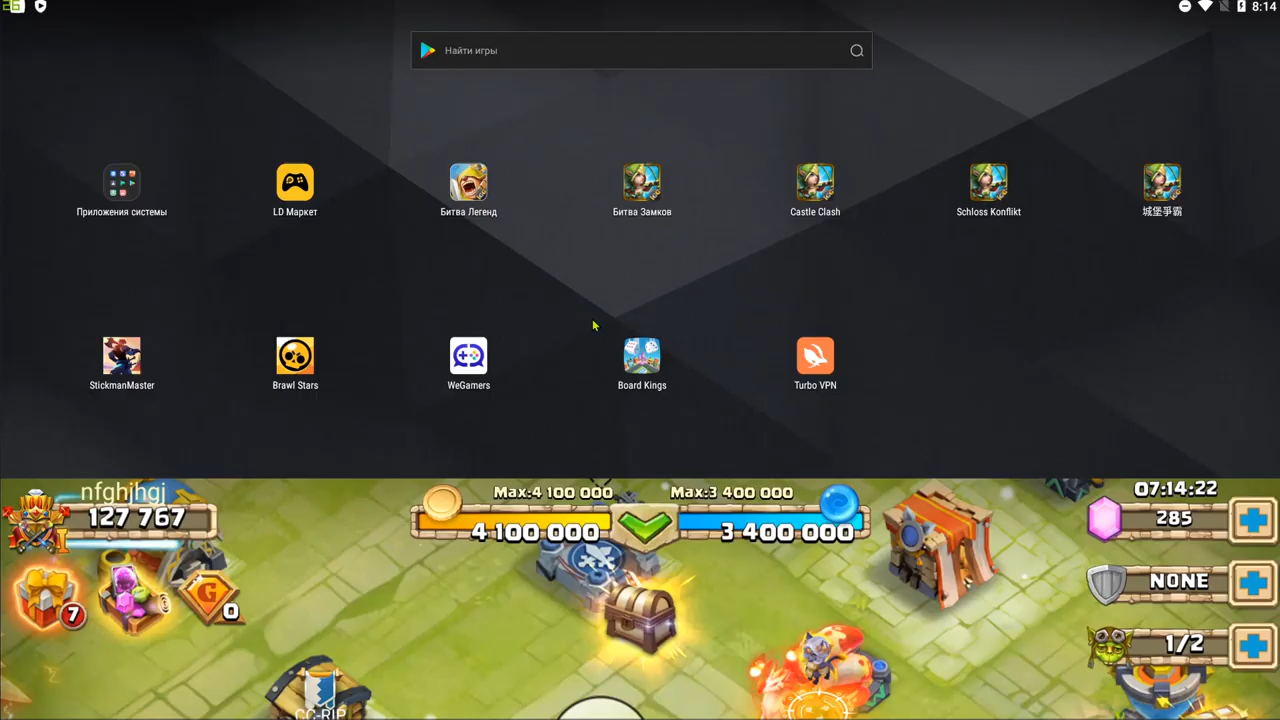 26
8:14
Найти игры
Приложения системы
LD Маркет
Битва Легенд
Битва Замков
Castle Clash
Schloss Konflikt
城堡爭霸
StickmanMaster
Brawl Stars
WeGamers
Board Kings
Turbo VPN
nfghjhgj
127 767
Max:4 100 000
4 100 000
Max:3 400 000
3 400 000
07:14:22
285
7
G
0
NONE
1/2
CC-RIP